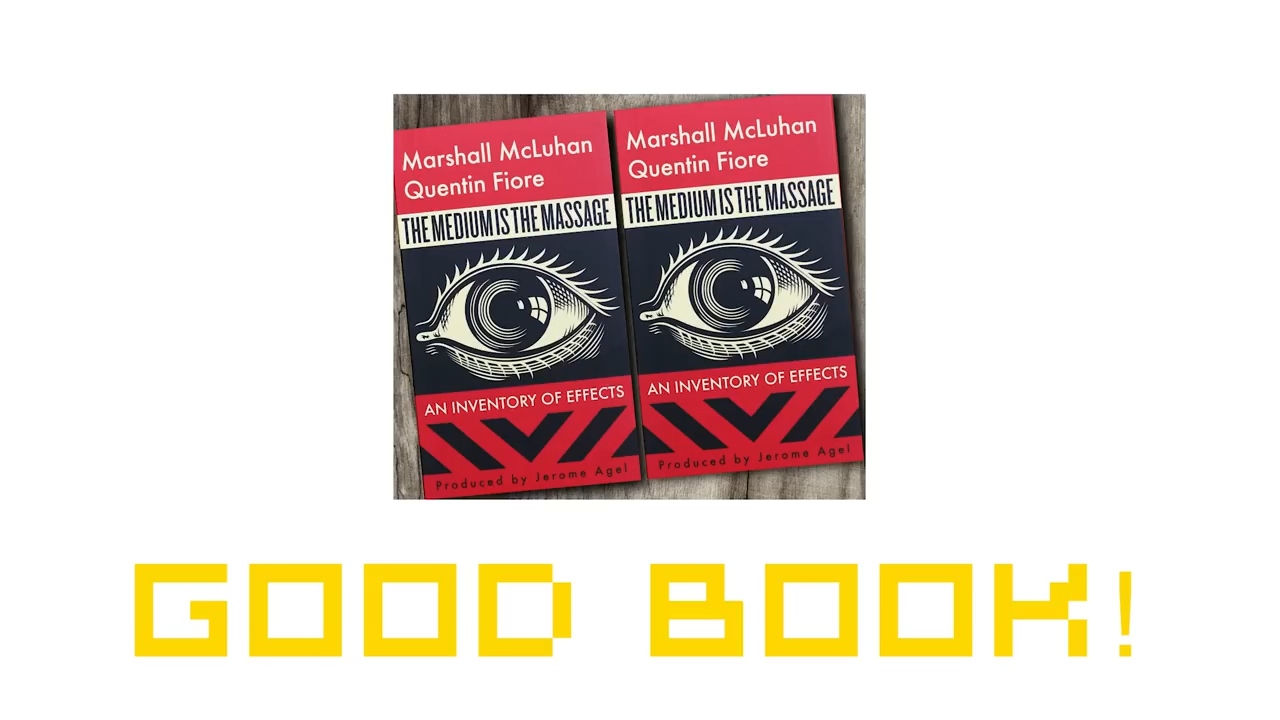 Marshall McLuhan
Quentin Fiore
THE MEDIUM IS THE MASSAGE
AN INVENTORY OF EFFECTS
Produced by Jerome Agel
Marshall McLuhan
Quentin Fiore
THE MEDIUM IS THE MASSAGE
AN INVENTORY OF EFFECTS
Produced by Jerome Agel
GOOD BOOK!